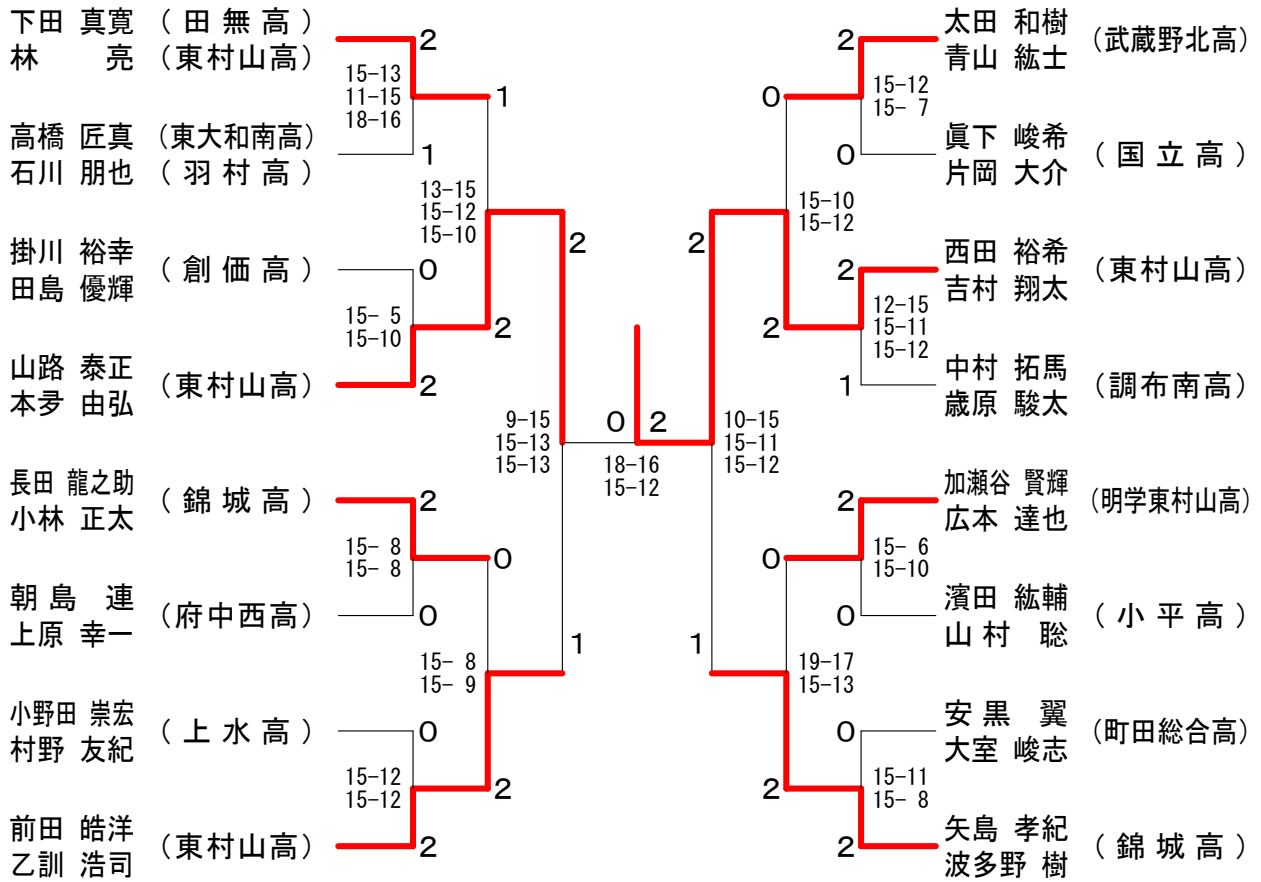 下田 真寛 (田無高)
林 亮 (東村山高)
2
15-13
11-15
18-16
1
高橋 匠真 (東大和南高)
石川 朋也 (羽村高)
1
13-15
15-12
15-10
2
掛川 裕幸
田島 優輝
(創価高)
0
15- 5
15-10
2
山路 泰正
本夛 由弘
(東村山高)
2
9-15
15-13
15-13
長田 龍之助
小林 正太
(錦城高)
2
15- 8
15- 8
0
朝島 連
上原 幸一
(府中西高)
0
15- 8
15- 9
1
小野田 崇宏
村野 友紀
(上水高)
0
15-12
15-12
2
前田 皓洋
乙訓 浩司
(東村山高)
2
0 2
18-16
15-12
太田 和樹
青山 紘士
(武蔵野北高)
2
15-12
15- 7
0
眞下 峻希
片岡 大介
(国立高)
0
15-10
15-12
2
西田 裕希
吉村 翔太
(東村山高)
2
12-15
15-11
15-12
2
中村 拓馬
歳原 駿太
(調布南高)
1
10-15
15-11
15-12
加瀬谷 賢輝
広本 達也
(明学東村山高)
2
15- 6
15-10
0
濱田 紘輔
山村 聡
(小平高)
0
19-17
15-13
1
安黒 翼
大室 峻志
(町田総合高)
0
15-11
15- 8
2
矢島 孝紀
波多野 樹
(錦城高)
2